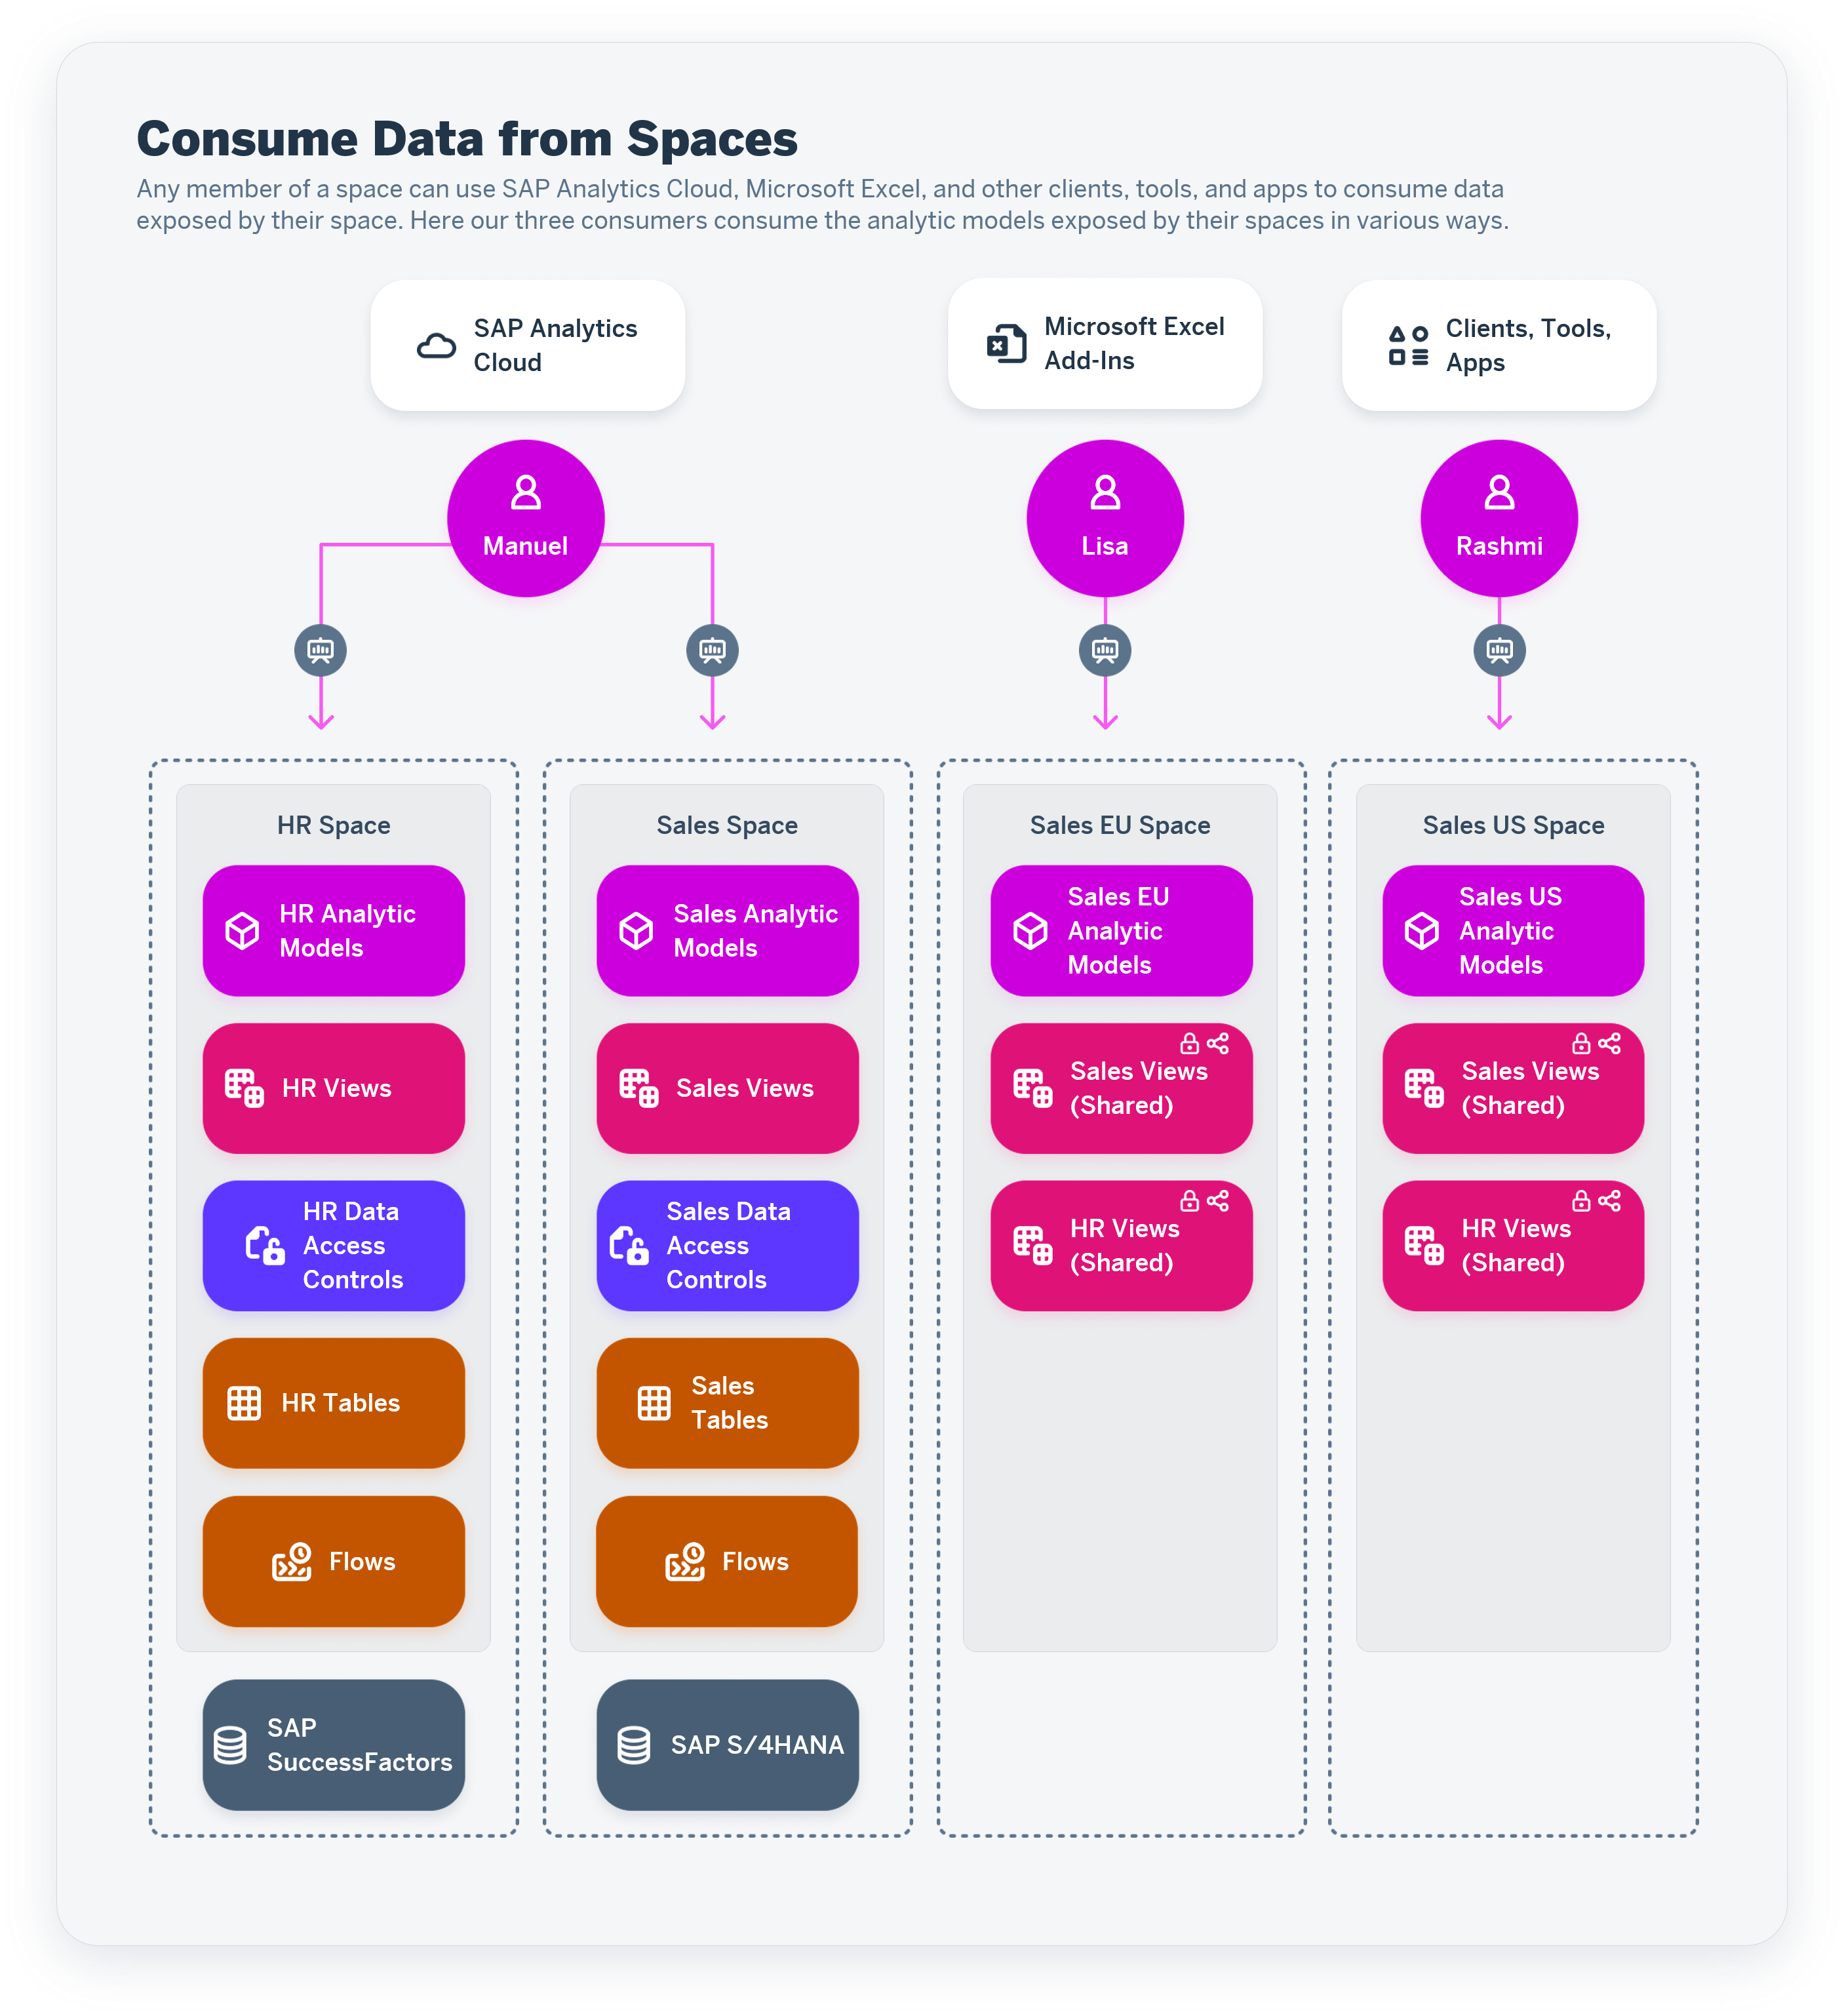 Consume Data from Spaces
Any member of a space can use SAP Analytics Cloud, Microsoft Excel, and other clients, tools, and apps to consume data
exposed by their space. Here our three consumers consume the analytic models exposed by their spaces in various ways.
SAP Analytics
Cloud
Microsoft Excel
Add-Ins
Clients, Tools,
Apps
Manuel
Lisa
Rashmi
HR Space
HR Analytic
Models
HR Views
HR Data
Access
Controls
HR Tables
Flows
SAP
SuccessFactors
Sales Space
Sales Analytic
Models
Sales Views
Sales Data
Access
Controls
Sales
Tables
Flows
SAP S/4HANA
Sales EU Space
Sales EU
Analytic
Models
Sales Views
(Shared)
HR Views
(Shared)
Sales US Space
Sales US
Analytic
Models
Sales Views
(Shared)
HR Views
(Shared)